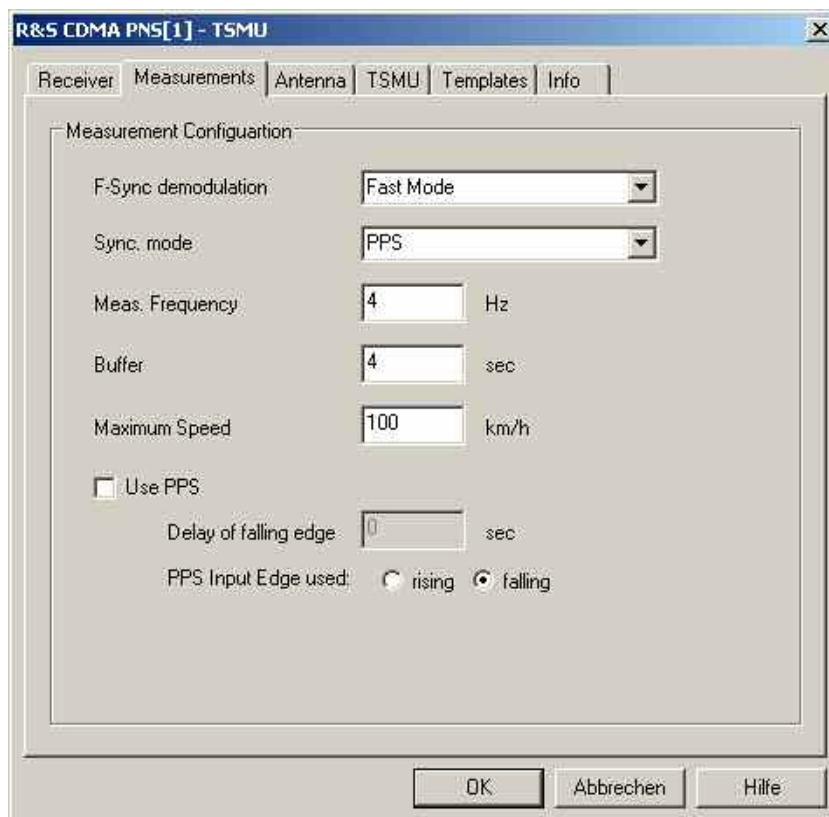 R&S CDMA PNS[1] - TSMU
Receiver Measurements Antenna TSMU Templates Info
Measurement Configuartion
F-Sync demodulation Fast Mode
Sync. mode PPS
Meas. Frequency 4 Hz
Buffer 4 sec
Maximum Speed 100 km/h
Use PPS
Delay of falling edge 0 sec
PPS Input Edge used: rising falling
OK Abbrechen Hilfe